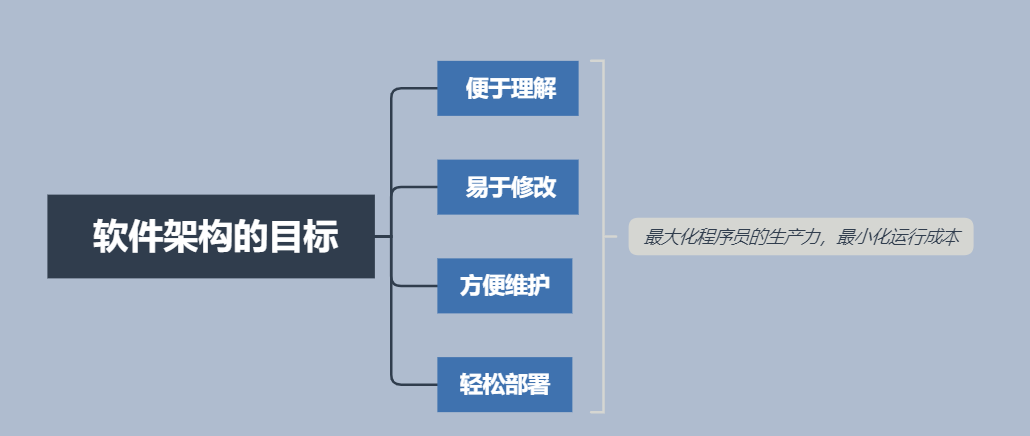 软件架构的目标
便于理解
易于修改
方便维护
轻松部署
最大化程序员的生产力，最小化运行成本